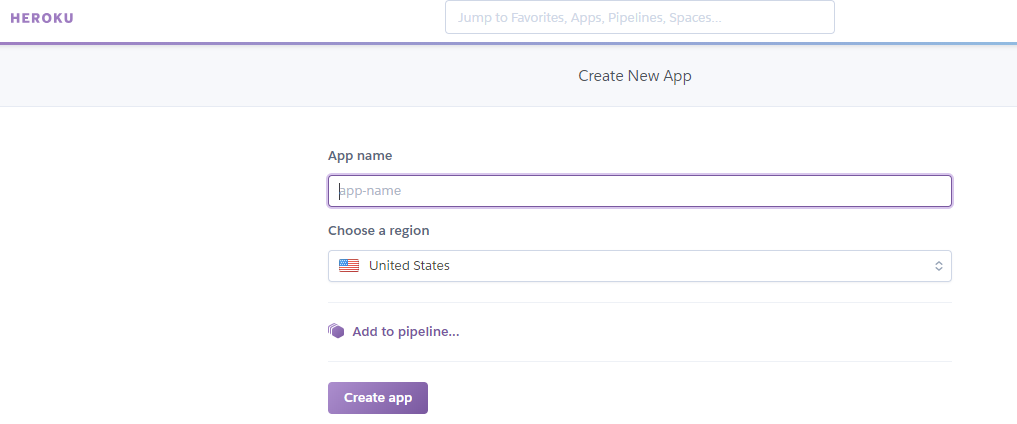 HEROKU
Jump to Favorites, Apps, Pipelines, Spaces...
Create New App
App name
app-name
Choose a region
United States
Add to pipeline...
Create app